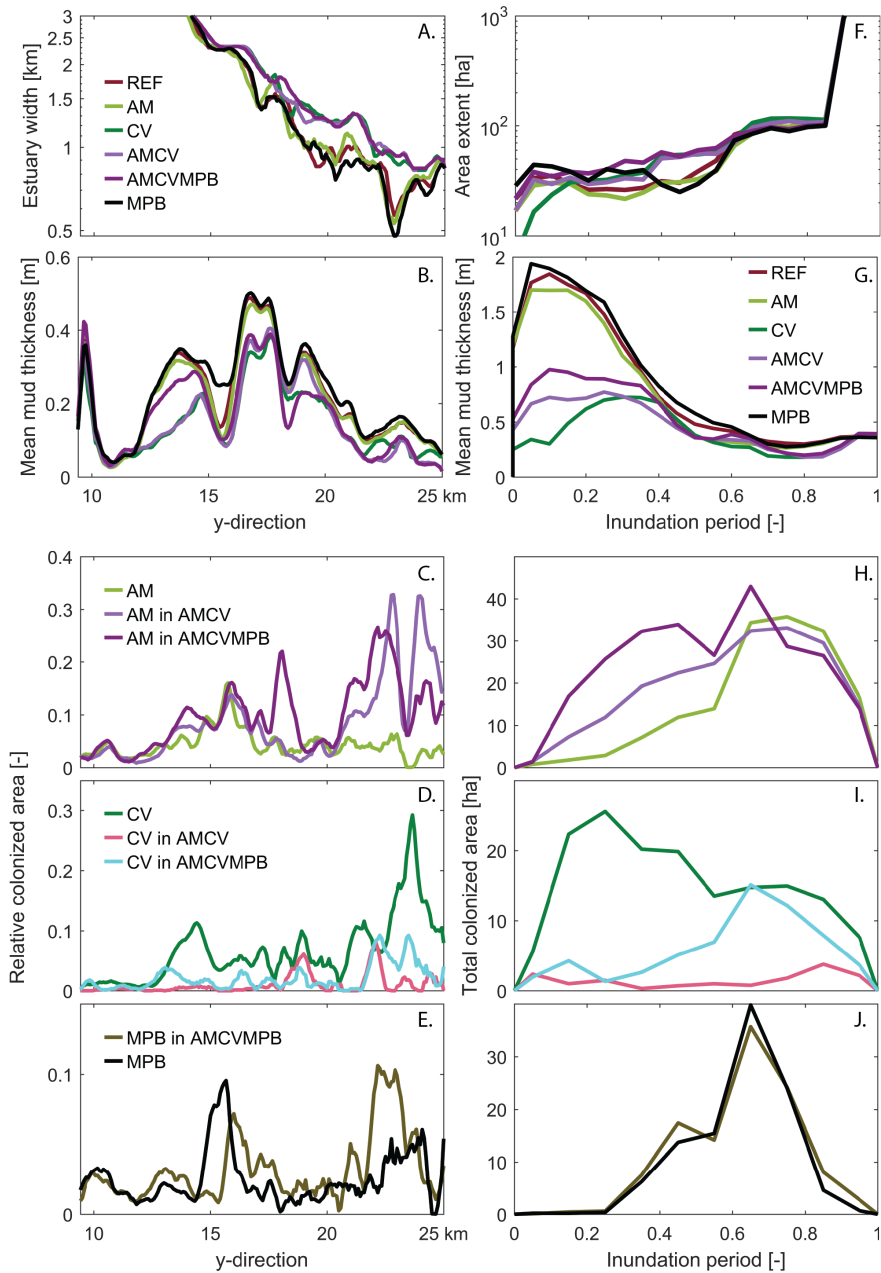 A.
Estuary width [km]
3
2.5
2
1.5
1
0.5
REF
AM
CV
AMCV
AMCVMPB
MPB
F.
Area extent [ha]
10³
10²
10¹
B.
Mean mud thickness [m]
0.6
0.4
0.2
0
10
15
20
25 km
y-direction
G.
Mean mud thickness [m]
2
1.5
1
0.5
0
REF
AM
CV
AMCV
AMCVMPB
MPB
0
0.2
0.4
0.6
0.8
1
Inundation period [-]
Relative colonized area [-]
C.
0.4
0.3
0.2
0.1
0
AM
AM in AMCV
AM in AMCVMPB
Total colonized area [ha]
H.
40
30
20
10
0
D.
0.3
0.2
0.1
0
CV
CV in AMCV
CV in AMCVMPB
I.
20
10
0
E.
0.1
0
MPB in AMCVMPB
MPB
10
15
20
25 km
y-direction
J.
30
20
10
0
0
0.2
0.4
0.6
0.8
1
Inundation period [-]